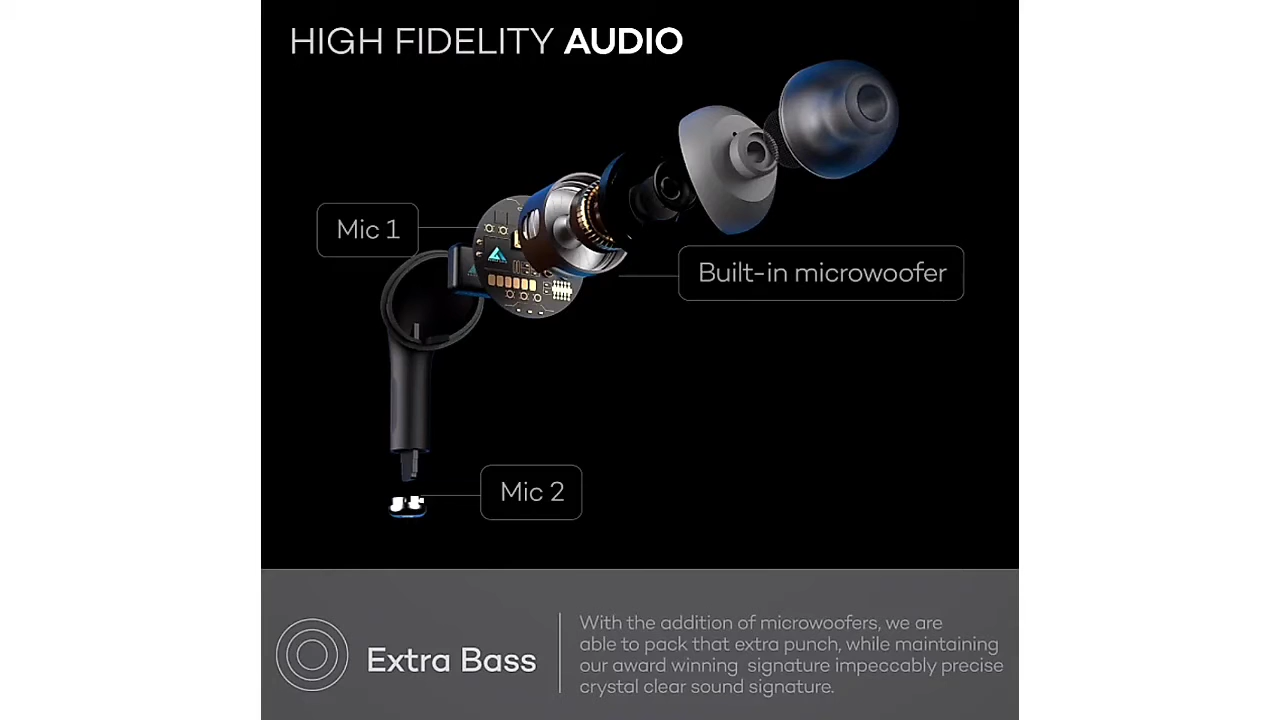 HIGH FIDELITY AUDIO
Mic 1
Built-in microwoofer
Mic 2
Extra Bass
With the addition of microwoofers, we are
able to pack that extra punch, while maintaining
our award winning signature impeccably precise
crystal clear sound signature.